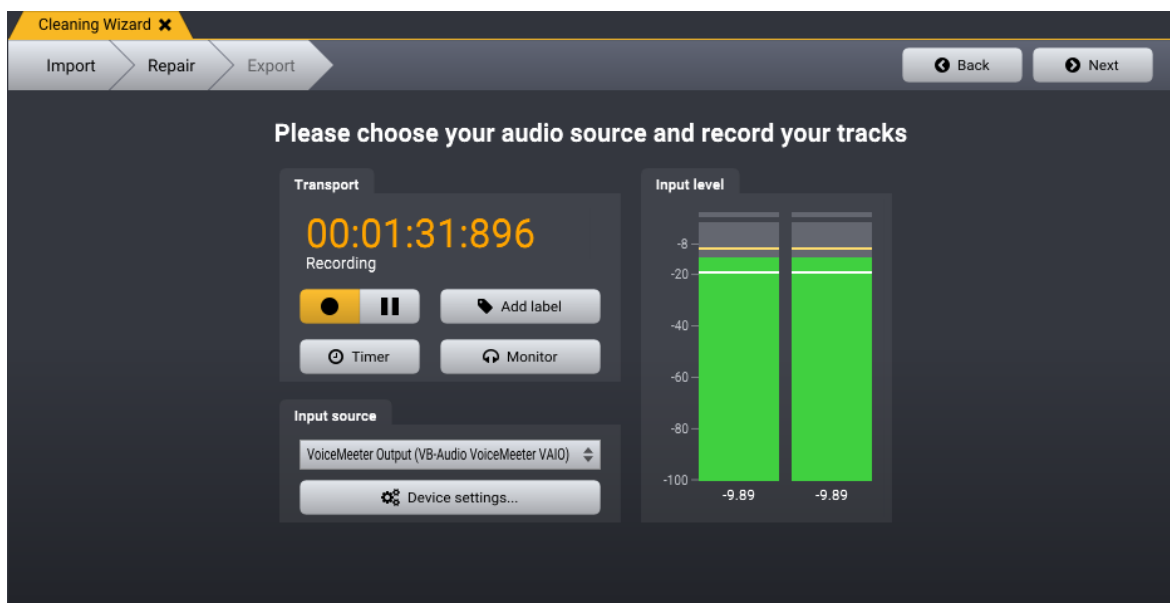 Cleaning Wizard
Import Repair Export
Back Next
Please choose your audio source and record your tracks
Transport
00:01:31:896
Recording
Add label
Timer Monitor
Input source
VoiceMeeter Output (VB-Audio VoiceMeeter VAIO)
Device settings...
Input level
-8
-20
-40
-60
-80
-100
-9.89 -9.89